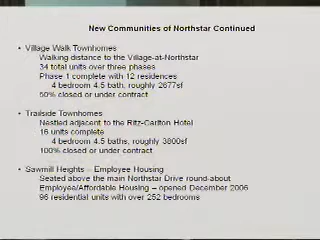 New Communities of Northstar Continued
• Village Walk Townhomes
Walking distance to the Village-at-Northstar
34 total units over three phases
Phase 1 complete with 12 residences
4 bedroom 4.5 bath, roughly 2677sf
50% closed or under contract
• Trailside Townhomes
Nestled adjacent to the Ritz-Carlton Hotel
16 units complete
4 bedroom 4.5 baths, roughly 3800sf
100% closed or under contract
• Sawmill Heights – Employee Housing
Seated above the main Northstar Drive round-about
Employee/Affordable Housing – opened December 2006
96 residential units with over 252 bedrooms